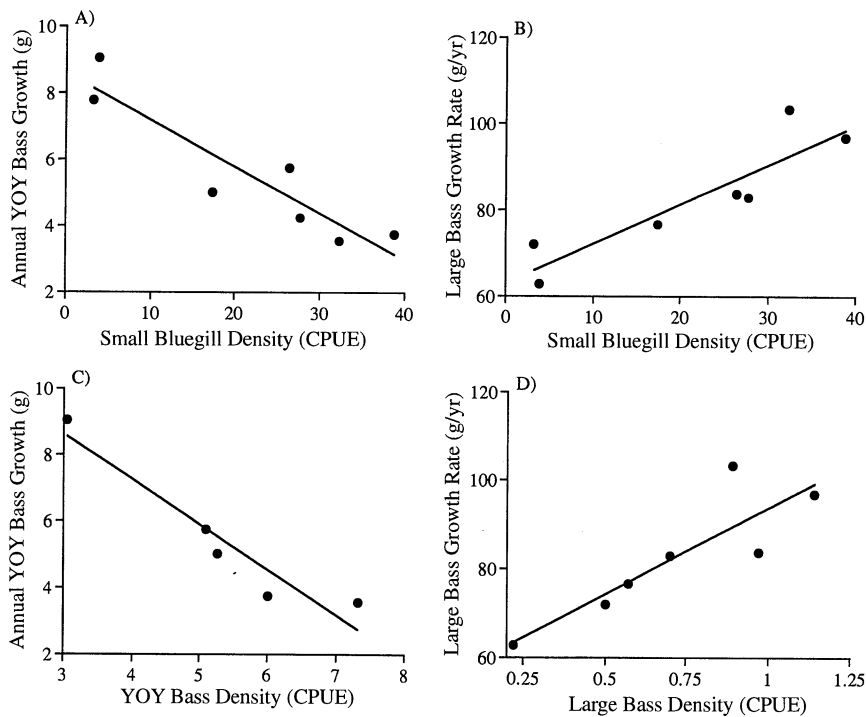 A)
Annual YOY Bass Growth (g)
10
8
6
4
2
0 10 20 30 40
Small Bluegill Density (CPUE)
B)
Large Bass Growth Rate (g/yr)
120
100
80
60
0 10 20 30 40
Small Bluegill Density (CPUE)
C)
Annual YOY Bass Growth (g)
10
8
6
4
2
3 4 5 6 7 8
YOY Bass Density (CPUE)
D)
Large Bass Growth Rate (g/yr)
120
100
80
60
0.25 0.5 0.75 1 1.25
Large Bass Density (CPUE)